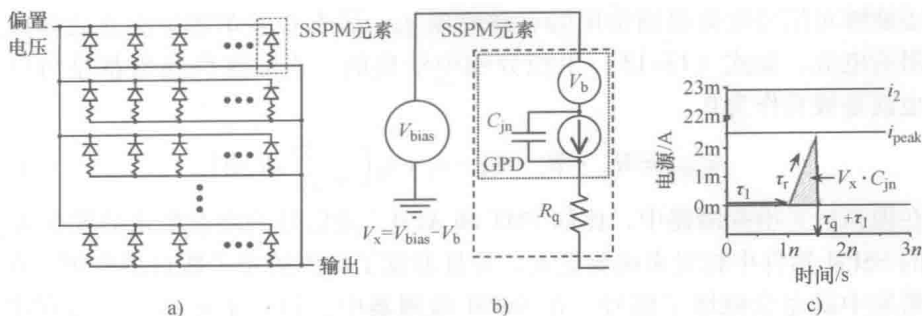 偏置
电压
SSPM元素
输出
a)
SSPM元素
V_bias
V_x=V_bias-V_b
V_b
C_jn
GPD
R_q
b)
电源/A
23m
22m
2m
1m
0m
i_2
i_peak
τ_1
τ_r
V_x·C_jn
τ_q+τ_1
0
1n
2n
3n
时间/s
c)